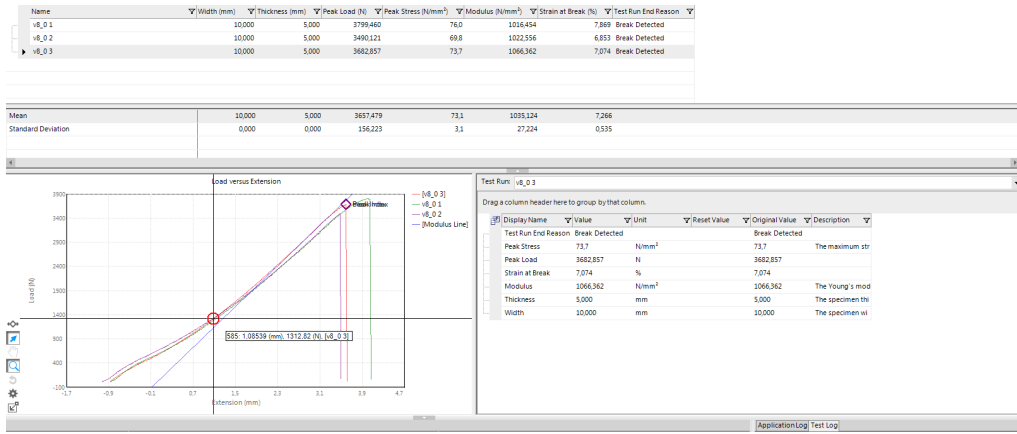 Name Width (mm) Thickness (mm) Peak Load (N) Peak Stress (N/mm²) Modulus (N/mm²) Strain at Break (%) Test Run End Reason
v8_0 1 10,000 5,000 3799,460 76,0 1016,454 7,869 Break Detected
v8_0 2 10,000 5,000 3490,121 69,8 1022,556 6,853 Break Detected
v8_0 3 10,000 5,000 3682,857 73,7 1066,362 7,074 Break Detected
Mean 10,000 5,000 3657,479 73,1 1035,124 7,266
Standard Deviation 0,000 0,000 156,223 3,1 27,224 0,535
Load versus Extension
3900
3400
2900
2400
1900
1400
900
400
-100
Load (N)
-1.7 -0.9 -0.1 0.7 1.5 2.3 3.1 3.9 4.7
Extension (mm)
585; 1,08539 (mm), 1312,82 (N), [v8_0 3]
[v8_0 3]
v8_0 1
v8_0 2
[Modulus Line]
Test Run: v8_0 3
Drag a column header here to group by that column.
Display Name Value Unit Reset Value Original Value Description
Test Run End Reason Break Detected Break Detected
Peak Stress 73,7 N/mm² 73,7 The maximum str
Peak Load 3682,857 N 3682,857
Strain at Break 7,074 % 7,074
Modulus 1066,362 N/mm² 1066,362 The Young's mod
Thickness 5,000 mm 5,000 The specimen thi
Width 10,000 mm 10,000 The specimen wi
Application Log Test Log